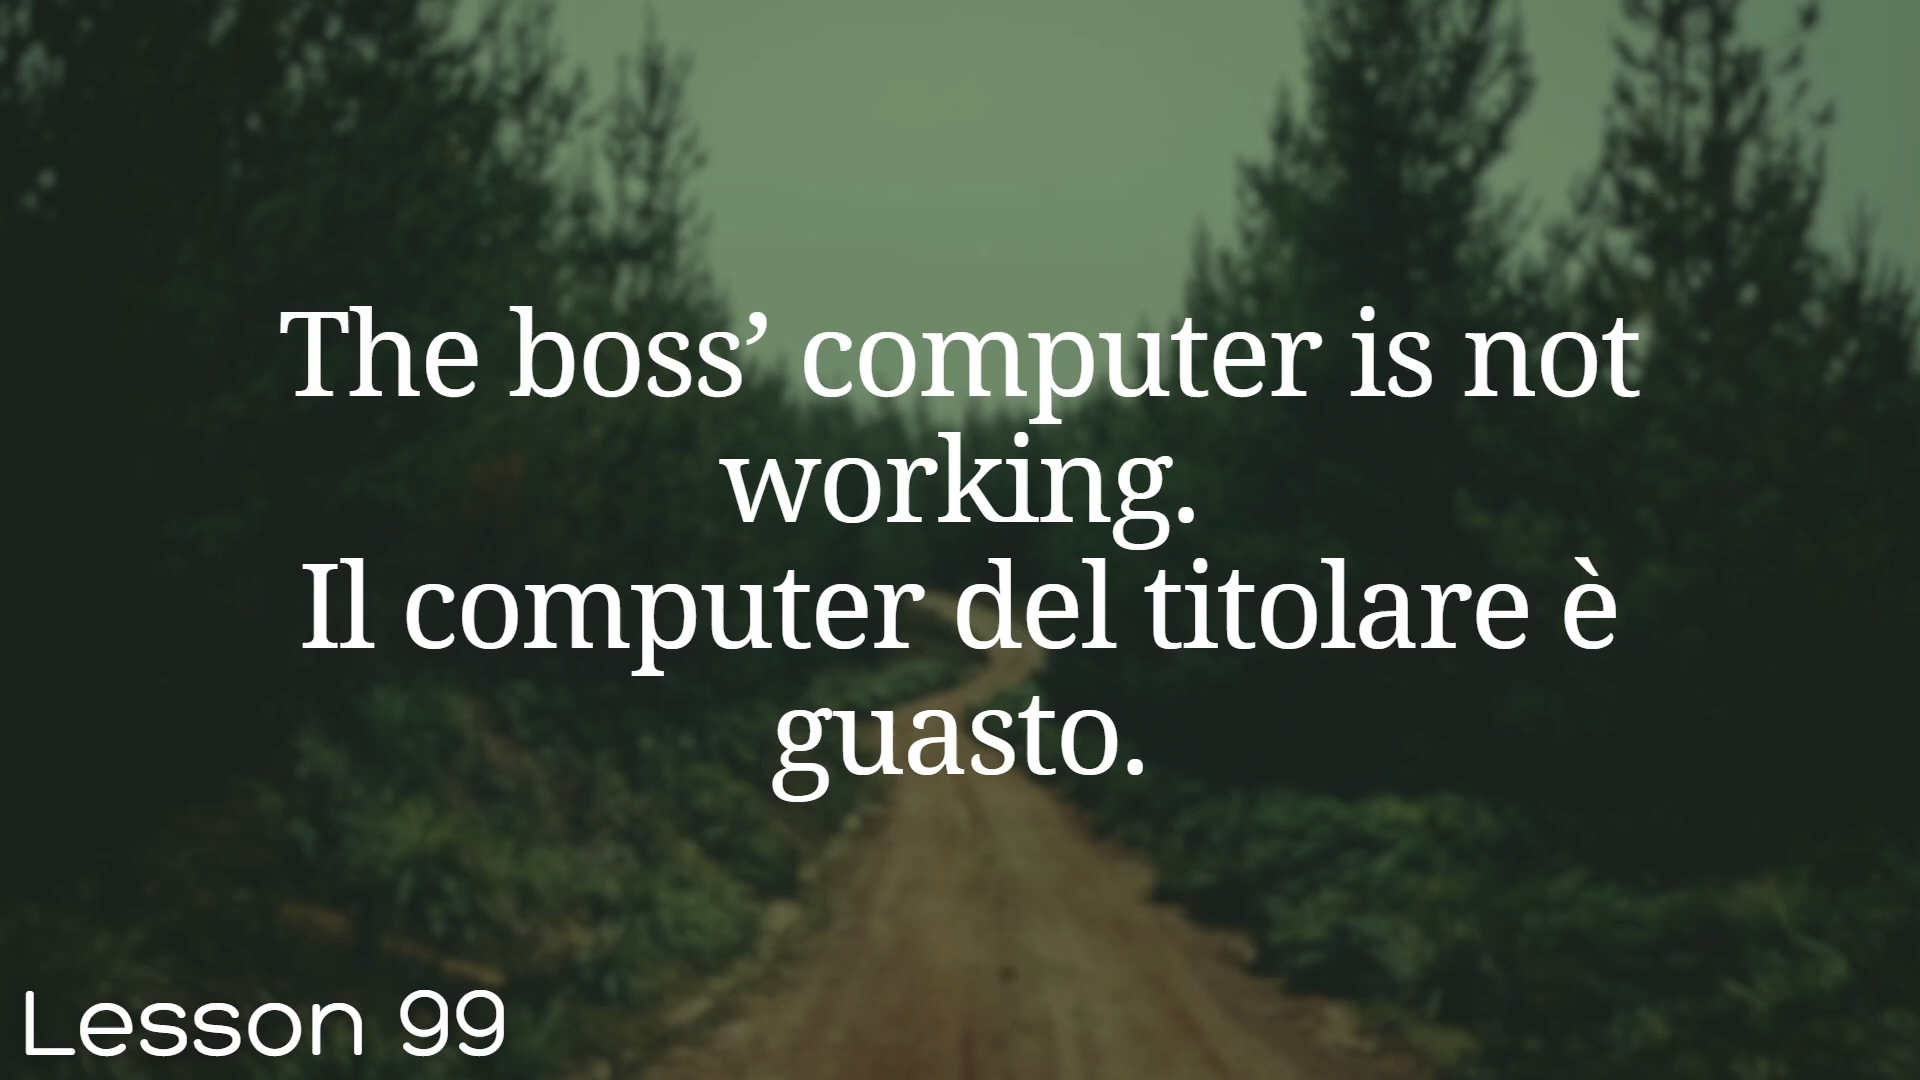 The boss’ computer is not
working.
Il computer del titolare è
guasto.
Lesson 99